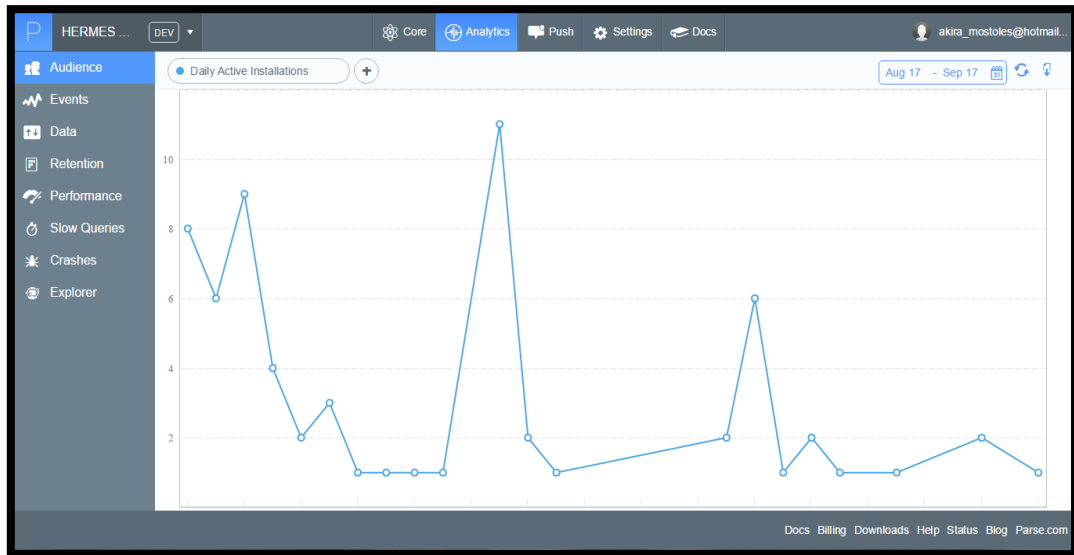 P HERMES ... DEV Core Analytics Push Settings Docs akira_mostoles@hotmail...
Audience
Daily Active Installations + Aug 17 - Sep 17 31
Events
Data
Retention
Performance
Slow Queries
Crashes
Explorer
10
8
6
4
2
Docs Billing Downloads Help Status Blog Parse.com